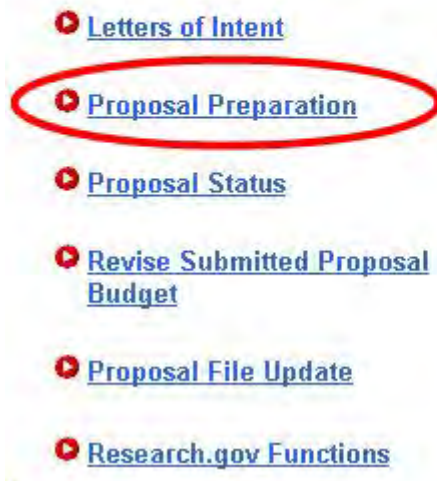 Letters of Intent
Proposal Preparation
Proposal Status
Revise Submitted Proposal
Budget
Proposal File Update
Research.gov Functions